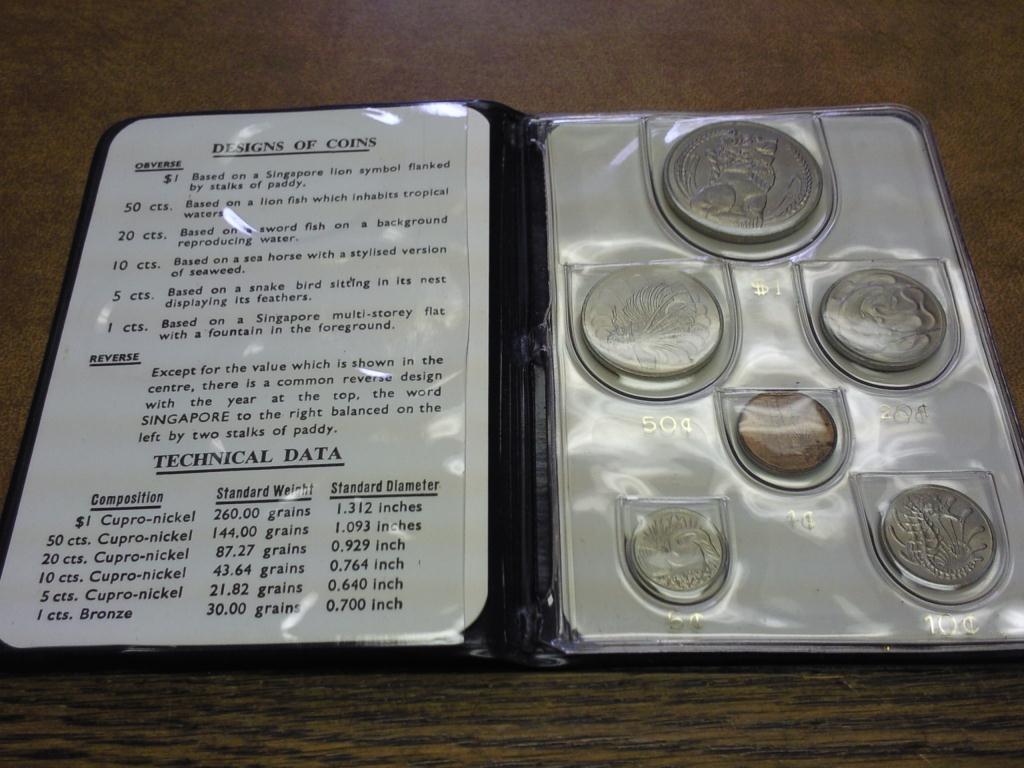 DESIGNS OF COINS
OBVERSE
$1 Based on a Singapore lion symbol flanked
by stalks of paddy.
50 cts. Based on a lion fish which inhabits tropical
waters.
20 cts. Based on a sword fish on a background
reproducing water.
10 cts. Based on a sea horse with a stylised version
of seaweed.
5 cts. Based on a snake bird sitting in its nest
displaying its feathers.
1 cts. Based on a Singapore multi-storey flat
with a fountain in the foreground.
REVERSE
Except for the value which is shown in the
centre, there is a common reverse design
with the year at the top, the word
SINGAPORE to the right balanced on the
left by two stalks of paddy.
TECHNICAL DATA
Composition Standard Weight Standard Diameter
$1 Cupro-nickel 260.00 grains 1.312 inches
50 cts. Cupro-nickel 144.00 grains 1.093 inches
20 cts. Cupro-nickel 87.27 grains 0.929 inch
10 cts. Cupro-nickel 43.64 grains 0.764 inch
5 cts. Cupro-nickel 21.82 grains 0.640 inch
1 cts. Bronze 30.00 grains 0.700 inch
$1
50¢
20¢
1¢
5¢
10¢